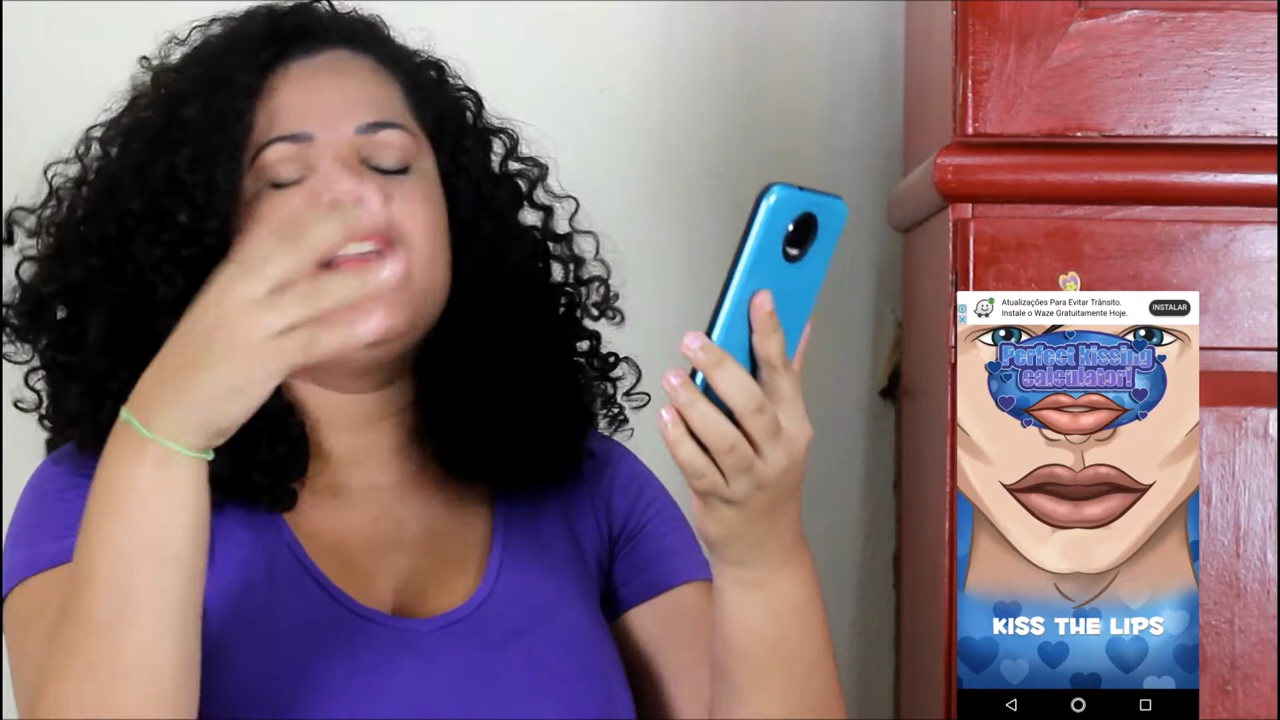 Atualizações Para Evitar Trânsito.
Instale o Waze Gratuitamente Hoje.
INSTALAR
Perfect kissing
calculator!
KISS THE LIPS